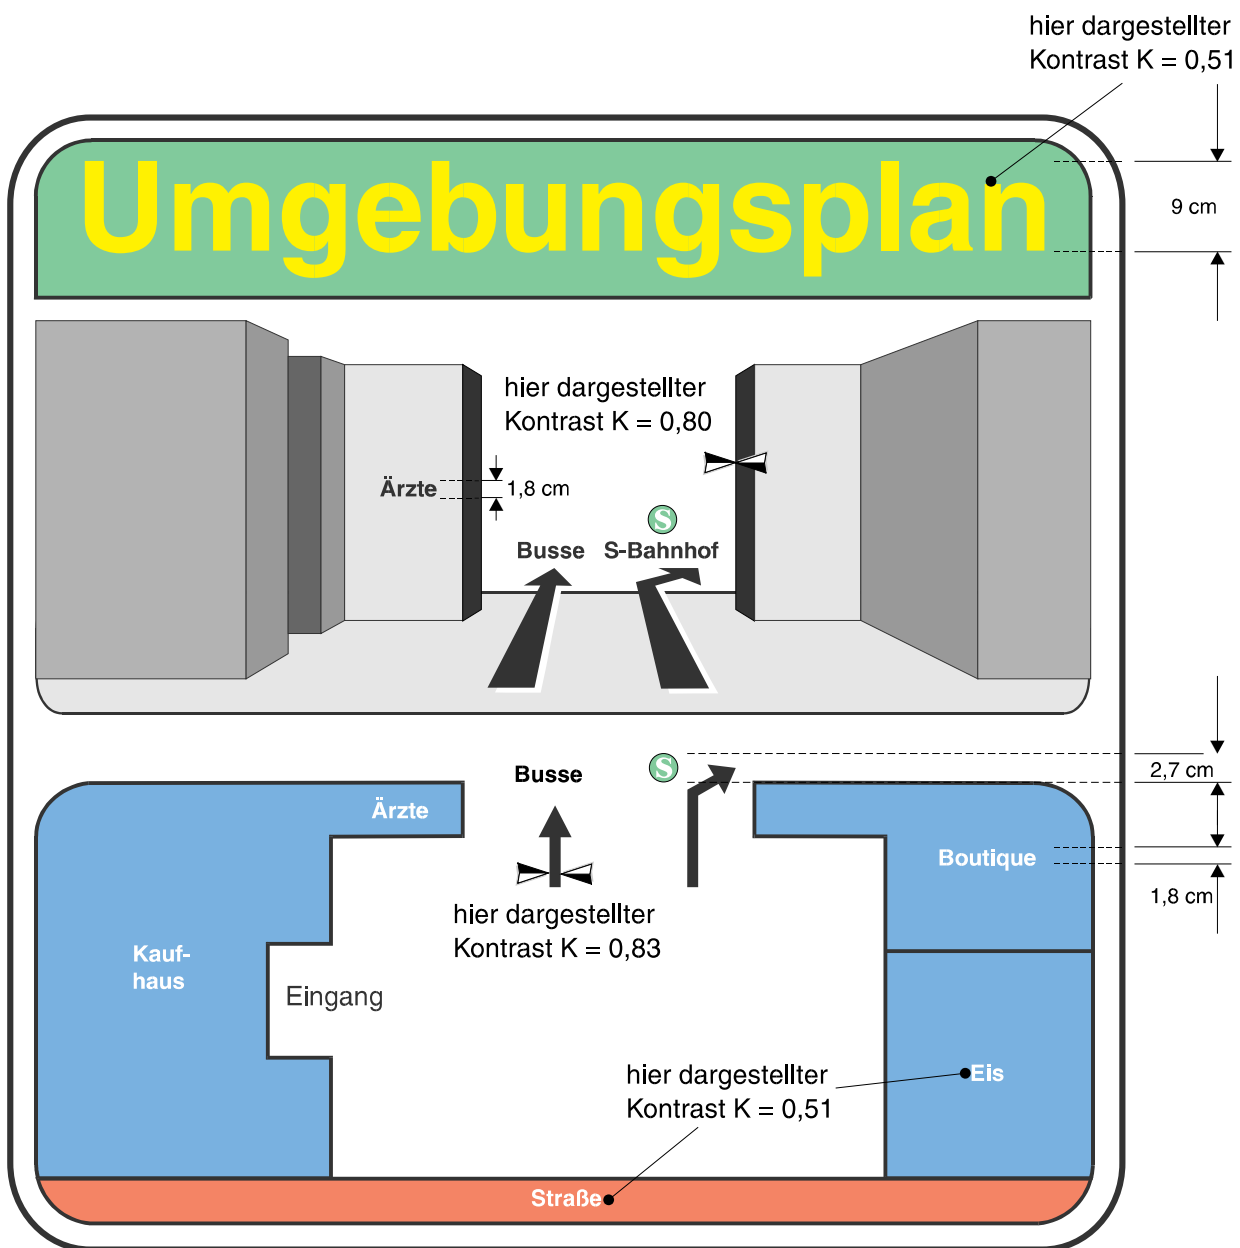 hier dargestellter
Kontrast K = 0,51
Umgebungsplan
9 cm
hier dargestellter
Kontrast K = 0,80
Ärzte
1,8 cm
S
Busse
S-Bahnhof
S
2,7 cm
Busse
Ärzte
Boutique
1,8 cm
hier dargestellter
Kontrast K = 0,83
Kauf-
haus
Eingang
hier dargestellter
Kontrast K = 0,51
Eis
Straße